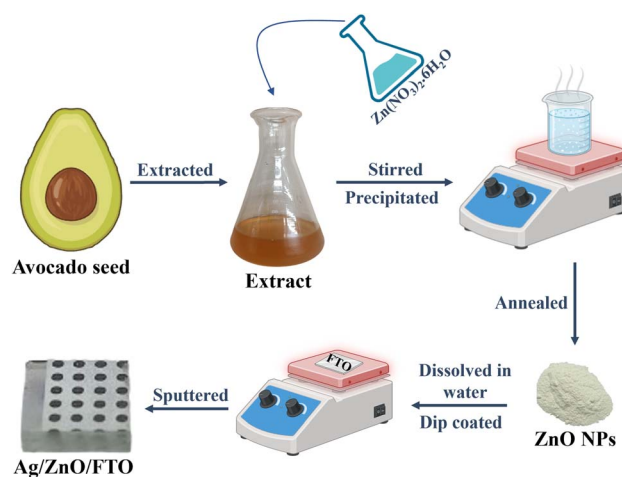 Zn(NO3)2.6H2O
Extracted
Stirred
Precipitated
Avocado seed
Extract
Annealed
FTO
Sputtered
Dissolved in
water
Dip coated
ZnO NPs
Ag/ZnO/FTO